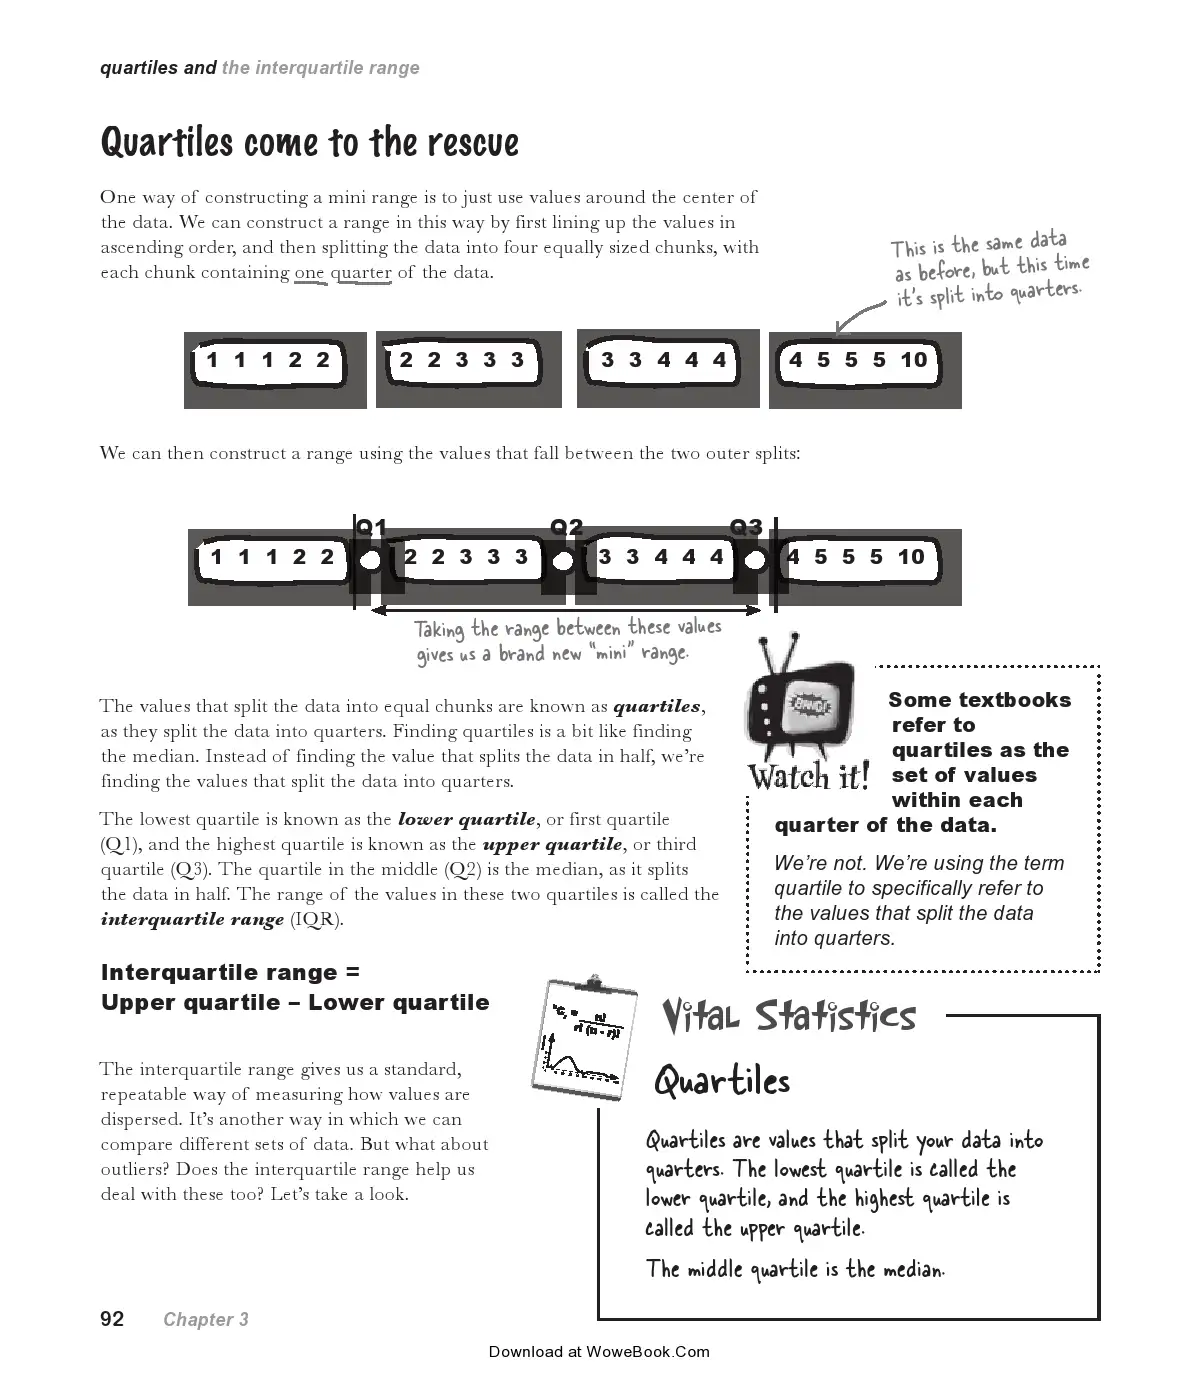 quartiles and the interquartile range
Quartiles come to the rescue
One way of constructing a mini range is to just use values around the center of
the data. We can construct a range in this way by first lining up the values in
ascending order, and then splitting the data into four equally sized chunks, with
each chunk containing one quarter of the data.
This is the same data
as before, but this time
it's split into quarters.
1 1 1 2 2 2 2 3 3 3 3 3 4 4 4 4 5 5 5 10
We can then construct a range using the values that fall between the two outer splits:
Q1 Q2 Q3
1 1 1 2 2 2 2 3 3 3 3 3 4 4 4 4 5 5 5 10
Taking the range between these values
gives us a brand new "mini" range.
The values that split the data into equal chunks are known as quartiles,
as they split the data into quarters. Finding quartiles is a bit like finding
the median. Instead of finding the value that splits the data in half, we're
finding the values that split the data into quarters.
The lowest quartile is known as the lower quartile, or first quartile
(Q1), and the highest quartile is known as the upper quartile, or third
quartile (Q3). The quartile in the middle (Q2) is the median, as it splits
the data in half. The range of the values in these two quartiles is called the
interquartile range (IQR).
BANG!
Watch it!
Some textbooks
refer to
quartiles as the
set of values
within each
quarter of the data.
We're not. We're using the term
quartile to specifically refer to
the values that split the data
into quarters.
Interquartile range =
Upper quartile – Lower quartile
The interquartile range gives us a standard,
repeatable way of measuring how values are
dispersed. It's another way in which we can
compare different sets of data. But what about
outliers? Does the interquartile range help us
deal with these too? Let's take a look.
ⁿCᵣ = n!
r! (n - r)!
Vital Statistics
Quartiles
Quartiles are values that split your data into
quarters. The lowest quartile is called the
lower quartile, and the highest quartile is
called the upper quartile.
The middle quartile is the median.
92 Chapter 3
Download at WoweBook.Com